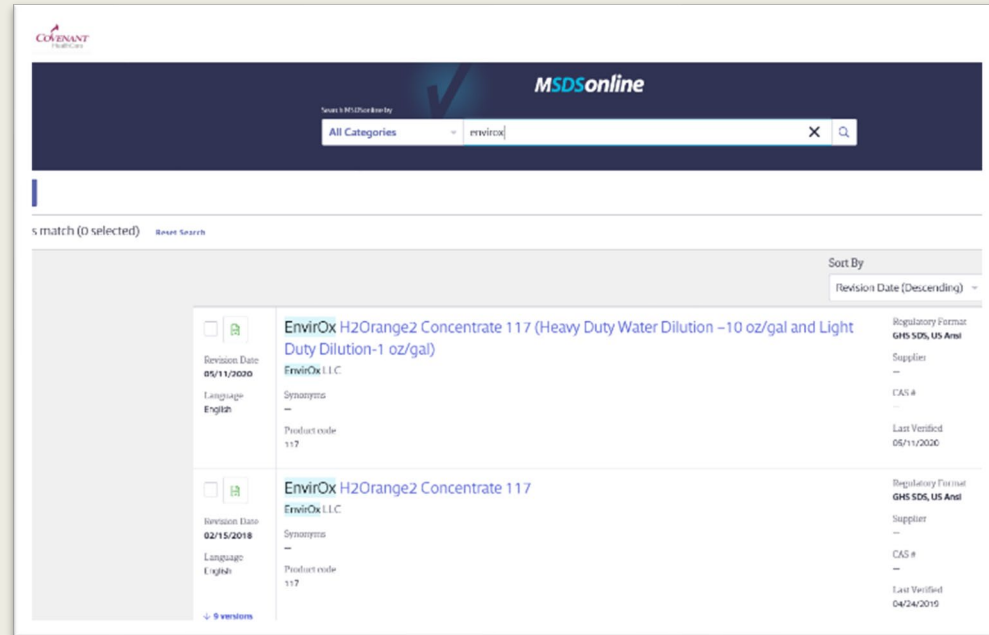 COVENANT
HealthCare
MSDSonline
Search MSDSonline by
All Categories
envirox
s match (0 selected) Reset Search
Sort By
Revision Date (Descending)
EnvirOx H2Orange2 Concentrate 117 (Heavy Duty Water Dilution –10 oz/gal and Light
Duty Dilution-1 oz/gal)
EnvirOx LLC
Revision Date
05/11/2020
Language
English
Synonyms
—
Product code
117
Regulatory Format
GHS SDS, US Ansi
Supplier
—
CAS #
—
Last Verified
05/11/2020
EnvirOx H2Orange2 Concentrate 117
EnvirOx LLC
Revision Date
02/15/2018
Language
English
↓ 9 versions
Synonyms
—
Product code
117
Regulatory Format
GHS SDS, US Ansi
Supplier
—
CAS #
—
Last Verified
04/24/2019